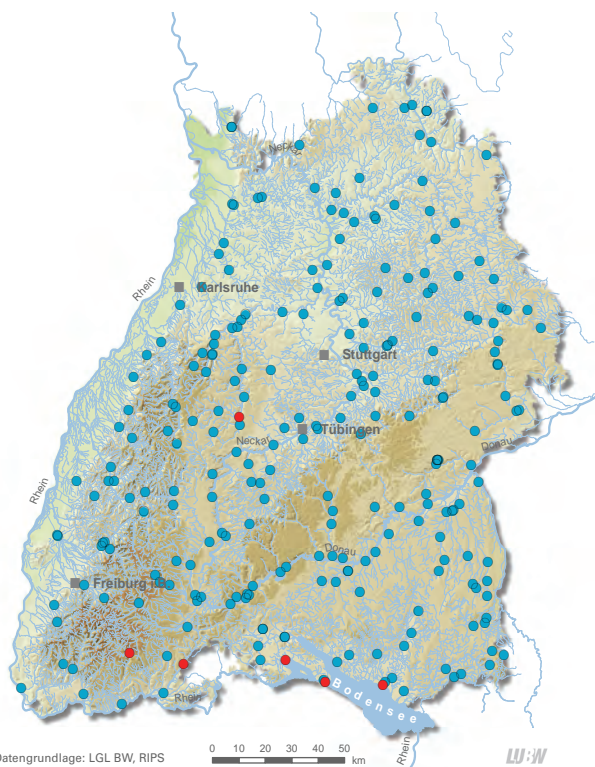 Neckar
Rhein
Karlsruhe
Stuttgart
Tübingen
Neckar
Donau
Rhein
Donau
Freiburg i.B.
Bodensee
Rhein
Rhein
Datengrundlage: LGL BW, RIPS
0 10 20 30 40 50
km
LUBW